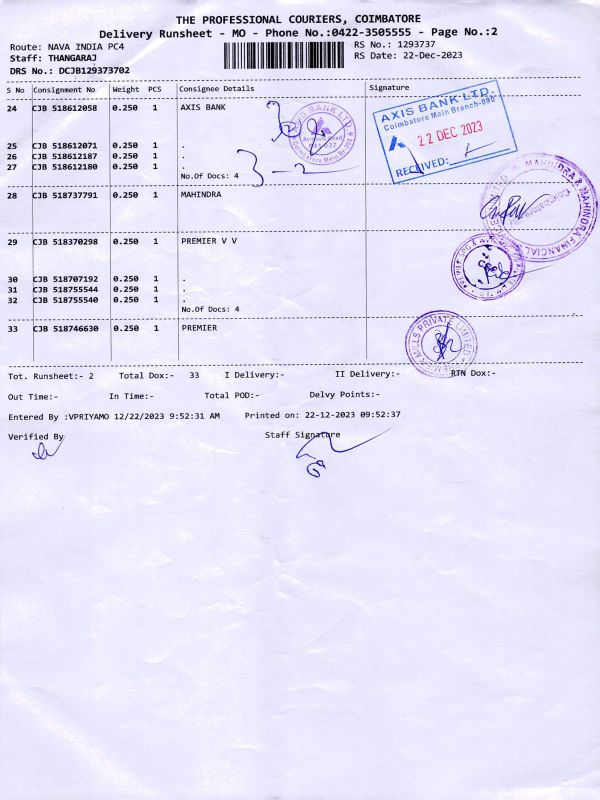 THE PROFESSIONAL COURIERS, COIMBATORE
Delivery Runsheet - MO - Phone No.:0422-3505555 - Page No.:2
Route: NAVA INDIA PC4
RS No.: 1293737
Staff: THANGARAJ
RS Date: 22-Dec-2023
DRS No.: DCJB129373702
S No Consignment No Weight PCS Consignee Details Signature
24 CJB 518612058 0.250 1 AXIS BANK
AXIS BANK LTD.
Coimbatore Main Branch-090
22 DEC 2023
RECEIVED:
25 CJB 518612071 0.250 1 .
26 CJB 518612187 0.250 1 .
27 CJB 518612180 0.250 1 .
No.Of Docs: 4
28 CJB 518737791 0.250 1 MAHINDRA
MAHINDRA & MAHINDRA FINANCIAL
29 CJB 518370298 0.250 1 PREMIER V V
30 CJB 518707192 0.250 1 .
31 CJB 518755544 0.250 1 .
32 CJB 518755540 0.250 1 .
No.Of Docs: 4
33 CJB 518746630 0.250 1 PREMIER
MILLS PRIVATE LIMITED
Tot. Runsheet:- 2 Total Dox:- 33 I Delivery:- II Delivery:- RTN Dox:-
Out Time:- In Time:- Total POD:- Delvy Points:-
Entered By :VPRIYAMO 12/22/2023 9:52:31 AM Printed on: 22-12-2023 09:52:37
Verified By Staff Signature